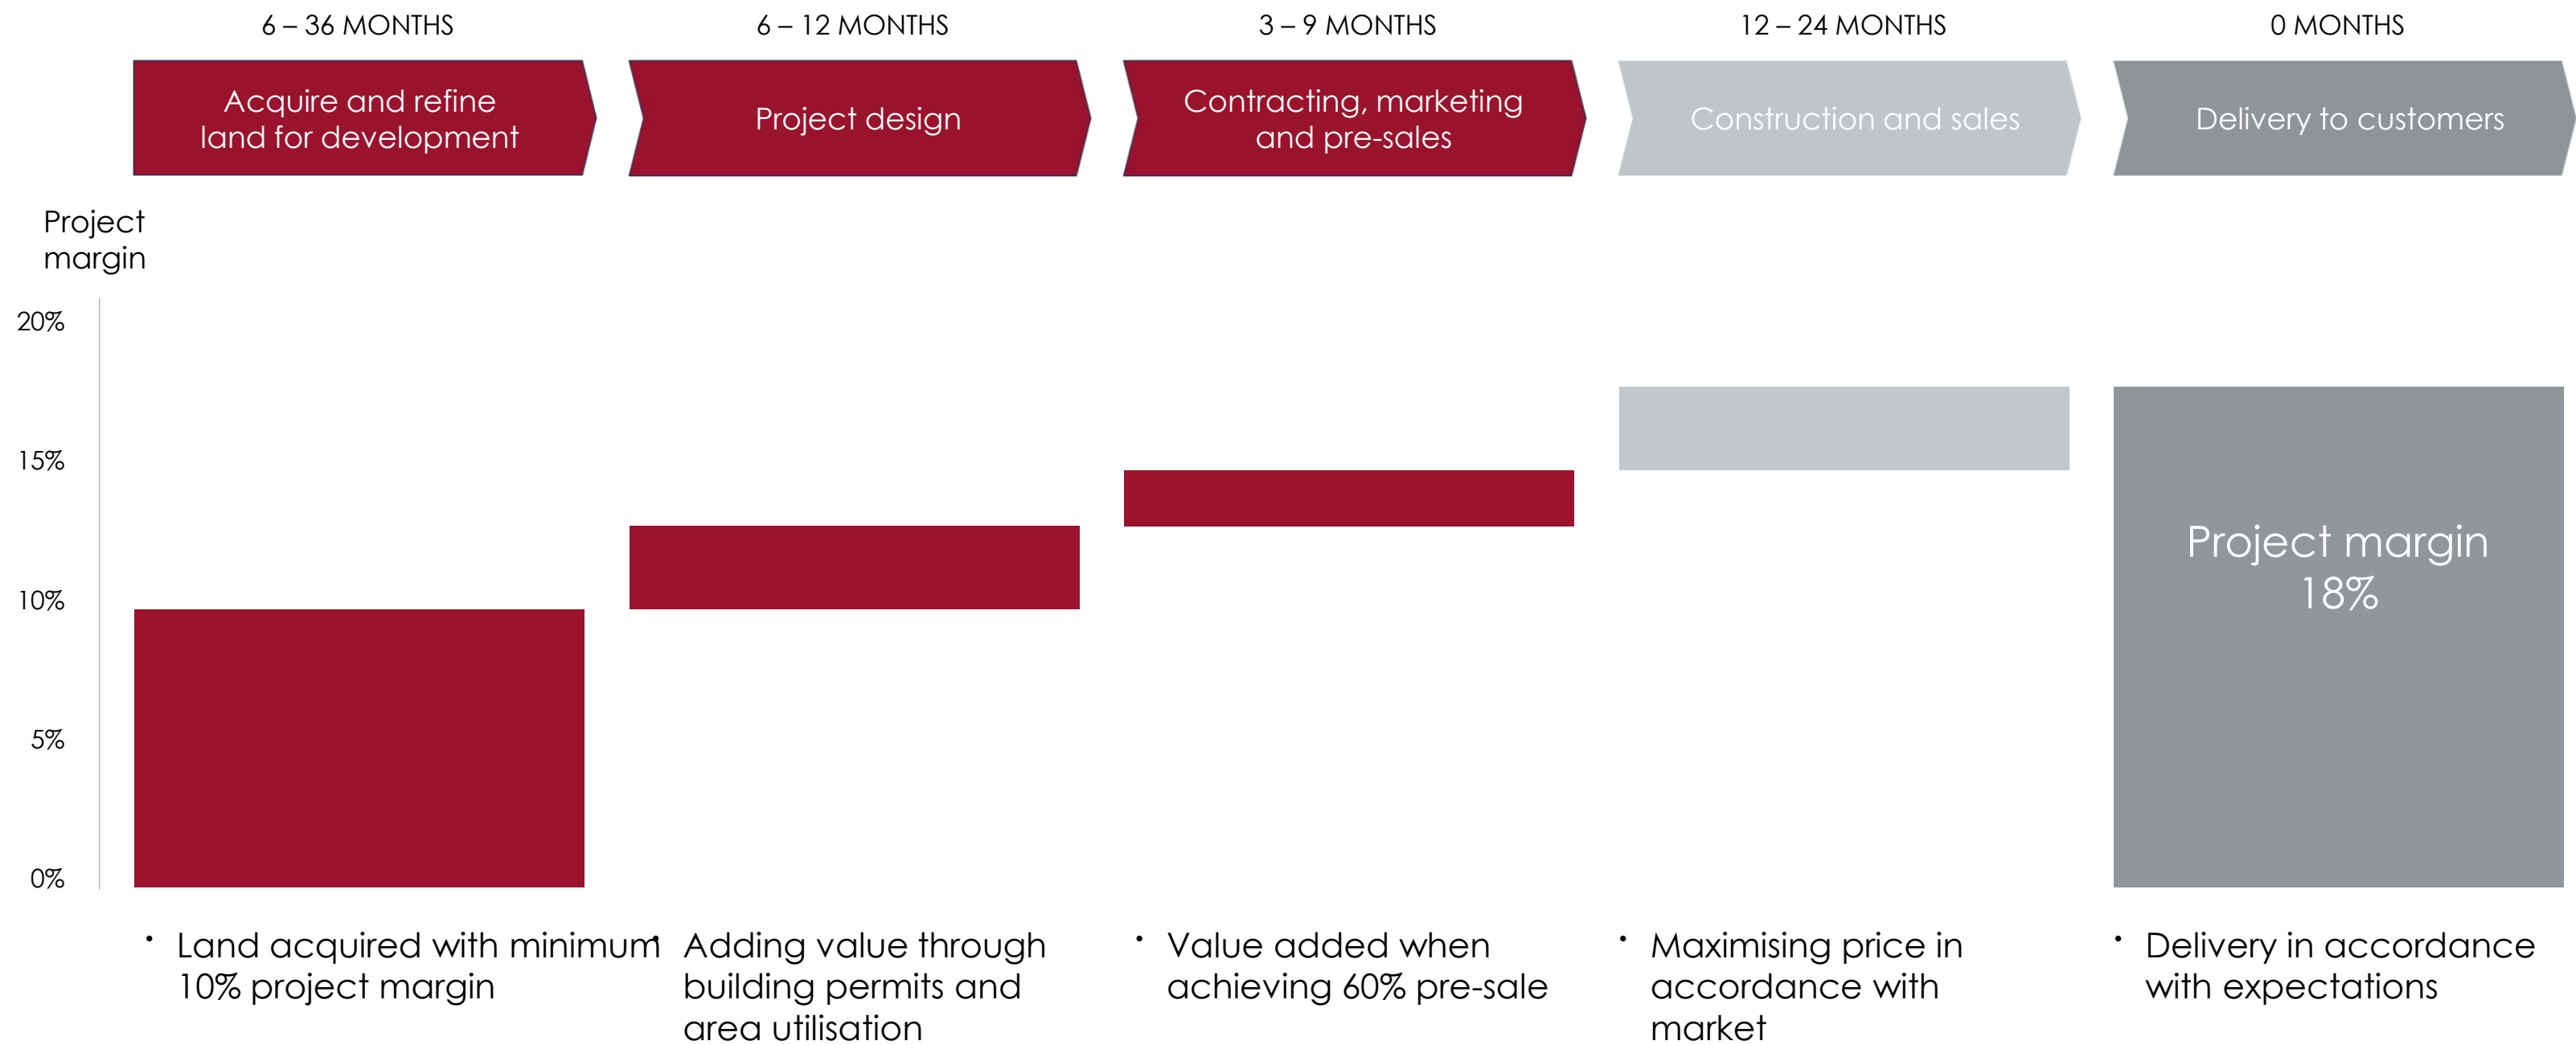 6 – 36 MONTHS
6 – 12 MONTHS
3 – 9 MONTHS
12 – 24 MONTHS
0 MONTHS
Acquire and refine
land for development
Project design
Contracting, marketing
and pre-sales
Construction and sales
Delivery to customers
Project
margin
20%
15%
10%
5%
0%
Project margin
18%
· Land acquired with minimum
10% project margin
· Adding value through
building permits and
area utilisation
· Value added when
achieving 60% pre-sale
· Maximising price in
accordance with
market
· Delivery in accordance
with expectations